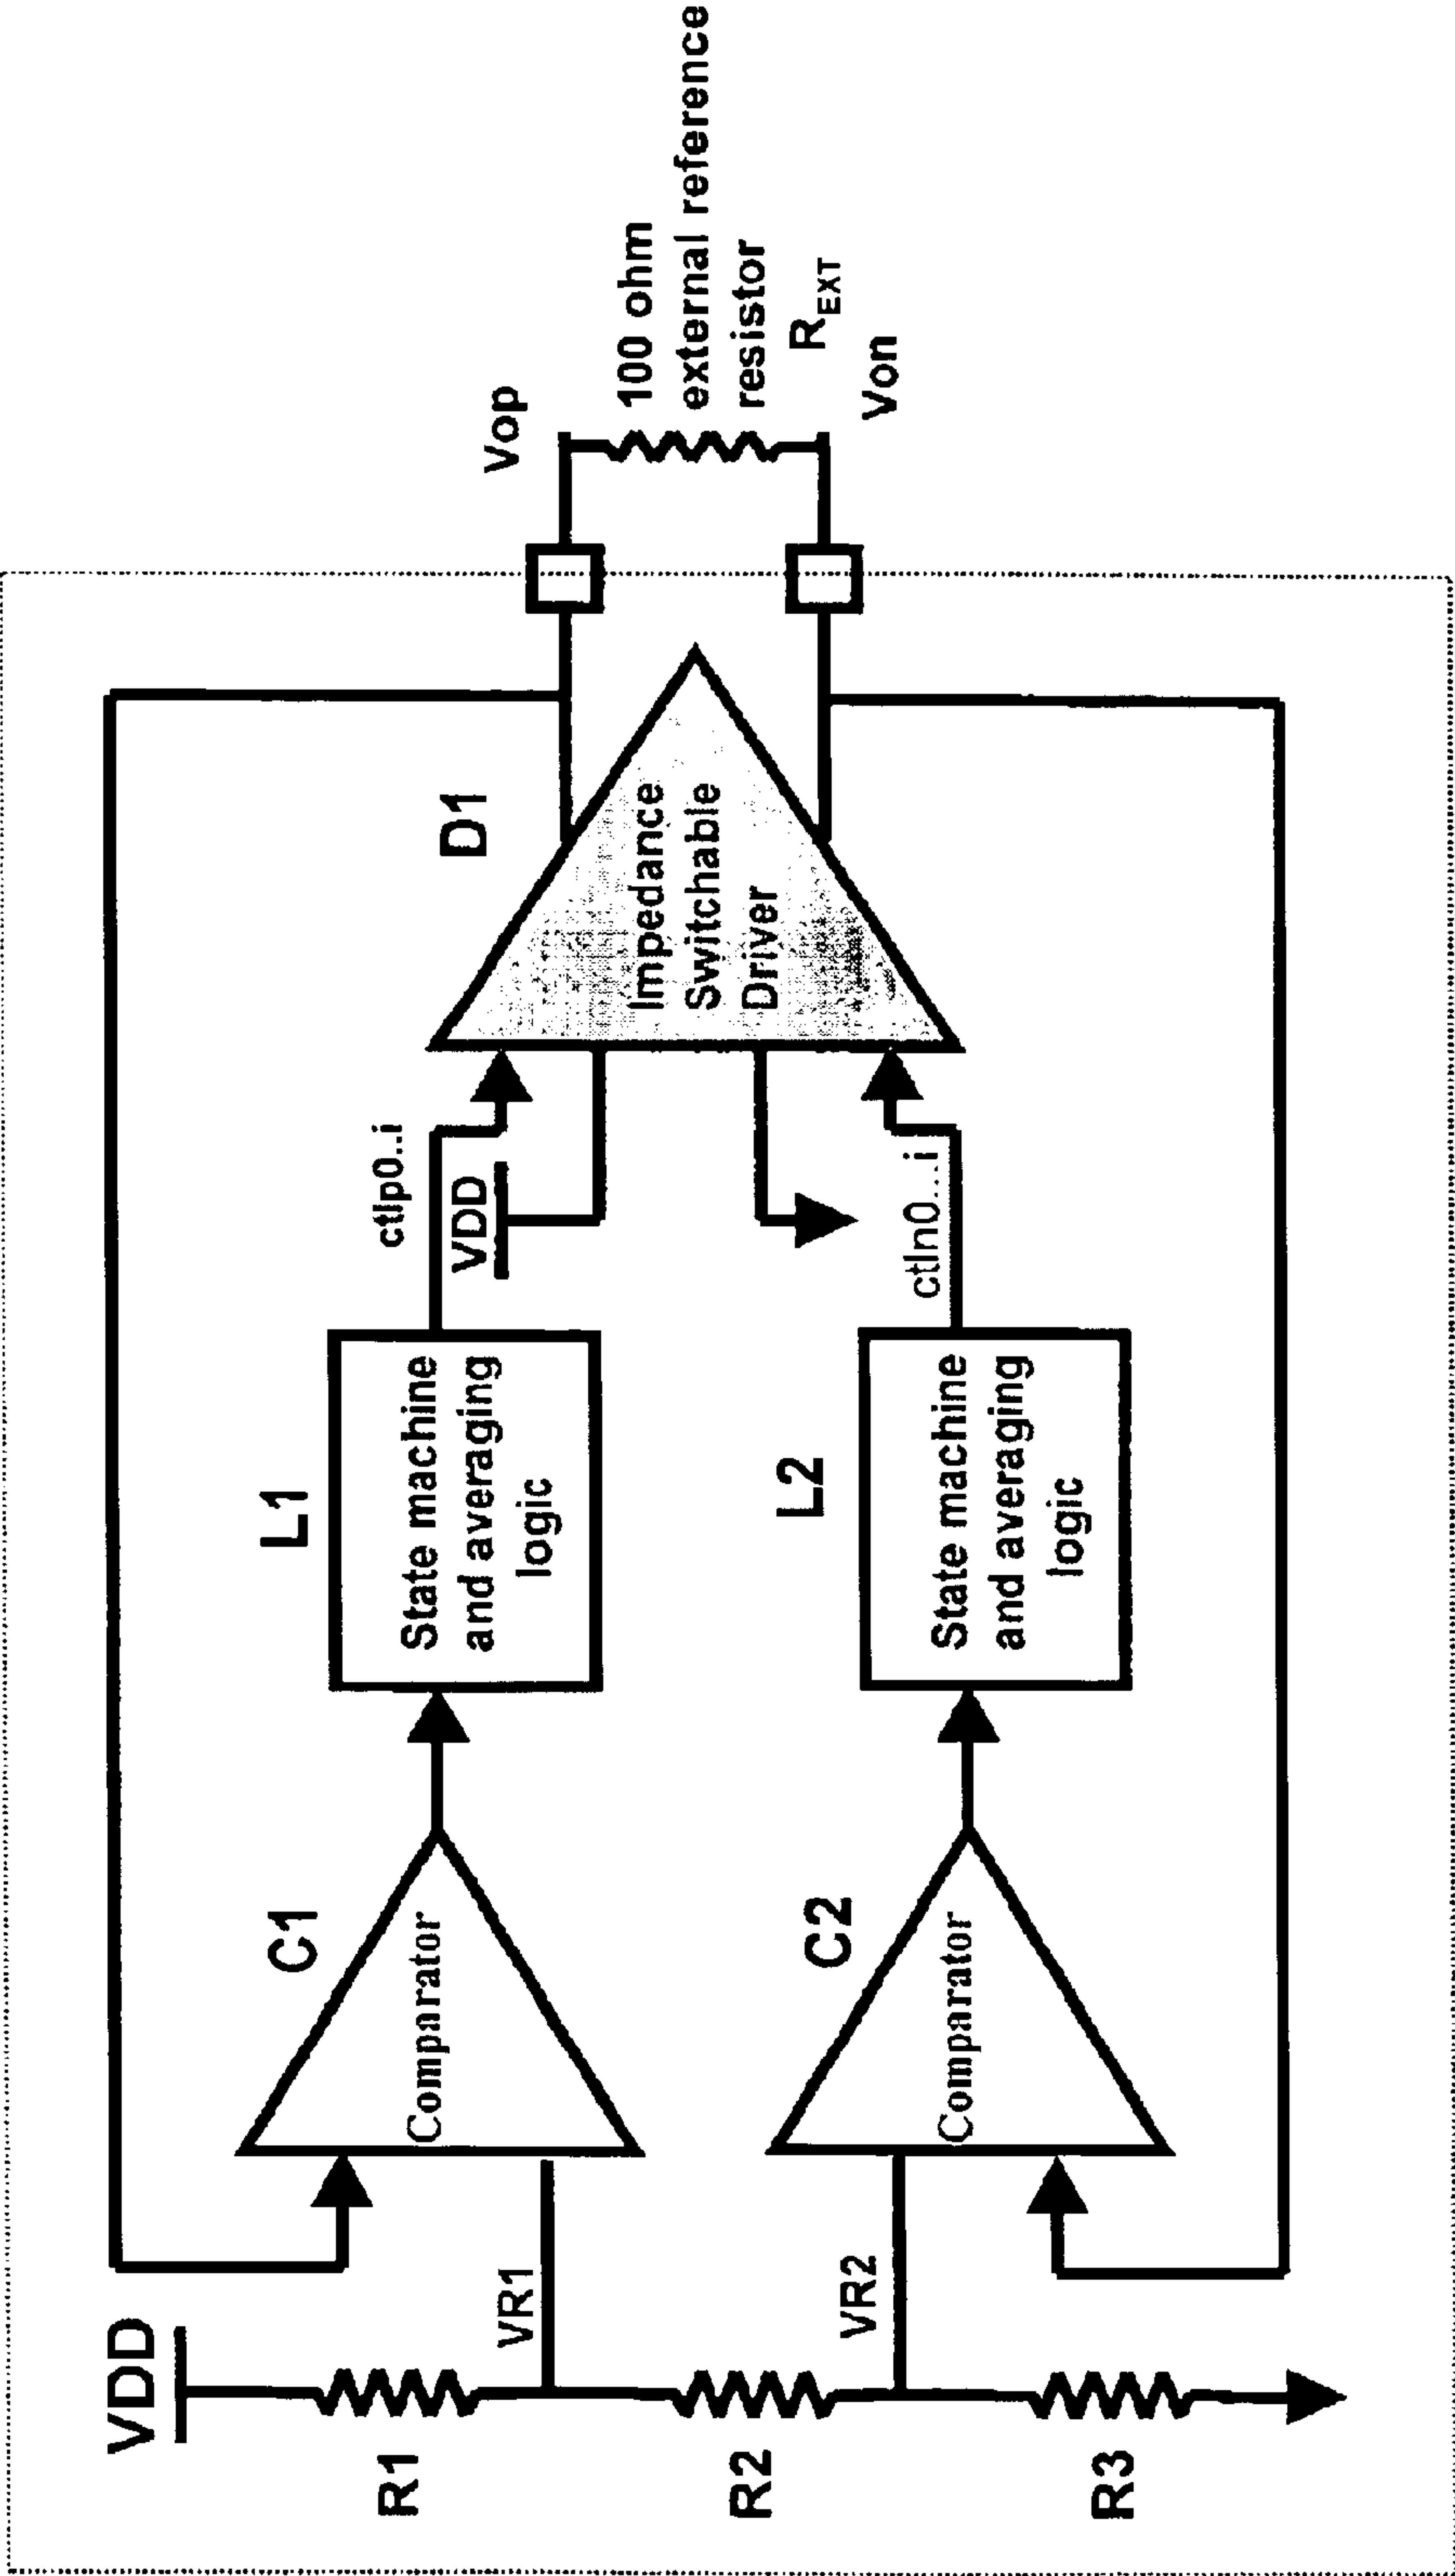 VDD
R1
R2
R3
VR1
VR2
C1
Comparator
C2
Comparator
L1
State machine
and averaging
logic
L2
State machine
and averaging
logic
ctlp0..i
VDD
ctln0...i
D1
Impedance
Switchable
Driver
Vop
100 ohm
external reference
resistor
REXT
Von